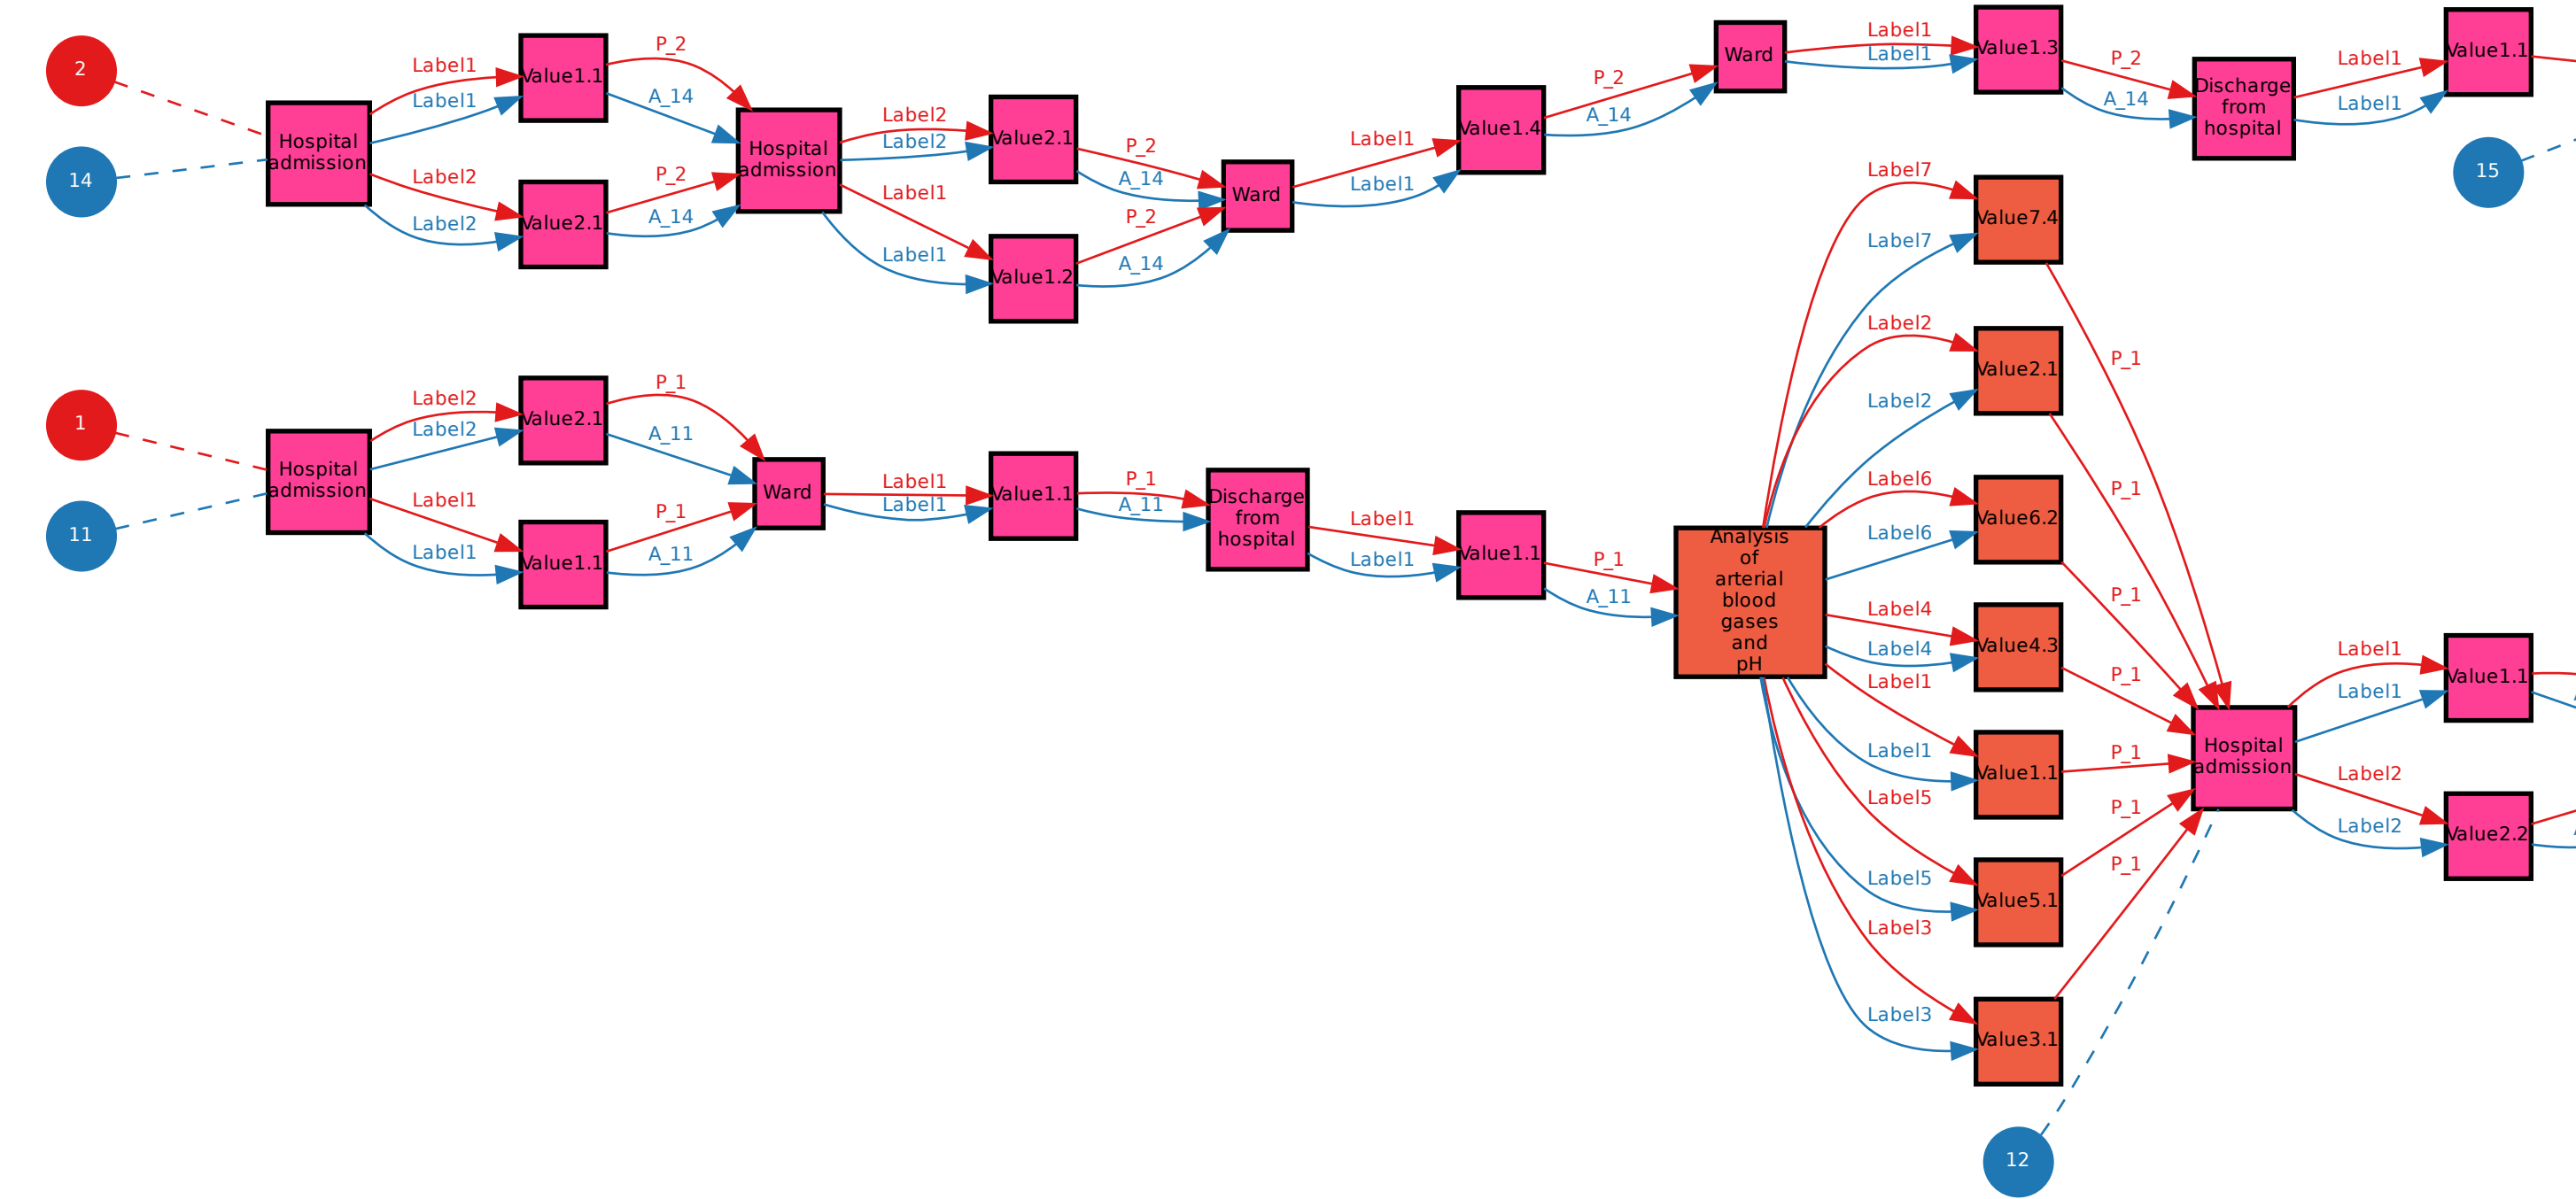 2
14
Hospital
admission
Label1
Label1
Label2
Label2
Value1.1
Value2.1
P_2
A_14
P_2
A_14
Hospital
admission
Label2
Label2
Label1
Label1
Value2.1
Value1.2
P_2
A_14
P_2
A_14
Ward
Label1
Label1
Value1.4
P_2
A_14
Ward
Label1
Label1
Value1.3
P_2
A_14
Discharge
from
hospital
Label1
Label1
Value1.1
15
1
11
Hospital
admission
Label2
Label2
Label1
Label1
Value2.1
Value1.1
P_1
A_11
P_1
A_11
Ward
Label1
Label1
Value1.1
P_1
A_11
Discharge
from
hospital
Label1
Label1
Value1.1
P_1
A_11
Analysis
of
arterial
blood
gases
and
pH
Label7
Label7
Label2
Label2
Label6
Label6
Label4
Label4
Label1
Label1
Label5
Label5
Label3
Label3
Value7.4
Value2.1
Value6.2
Value4.3
Value1.1
Value5.1
Value3.1
P_1
P_1
P_1
P_1
P_1
P_1
P_1
Hospital
admission
Label1
Label1
Label2
Label2
Value1.1
Value2.2
12